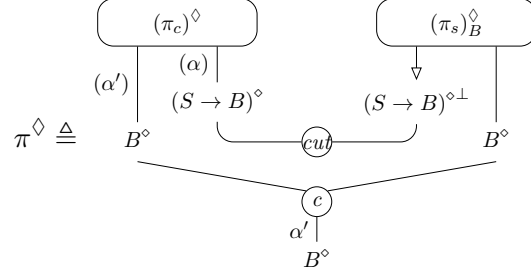 (π_c)^◊ (π_s)_B^◊
(α′) (α)
(S → B)^⋄ (S → B)^{⋄⊥}
π^◊ ≜ B^⋄ cut B^⋄
c
α′
B^⋄